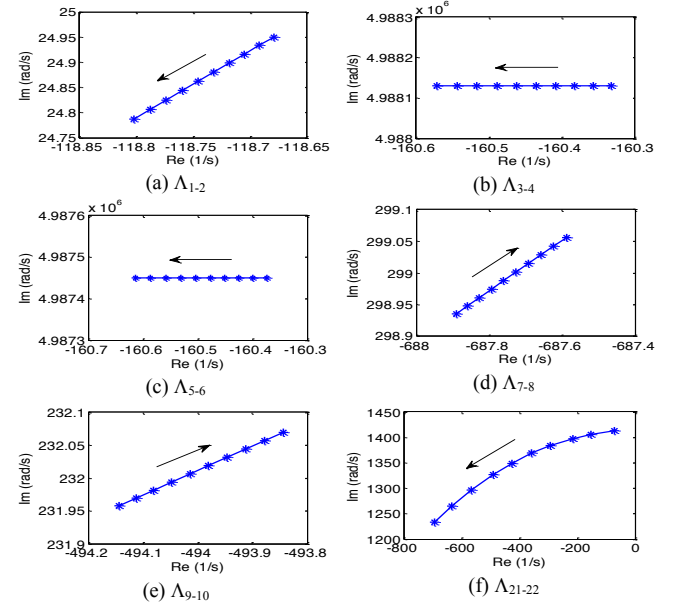 25
24.95
24.9
24.85
24.8
24.75
Im (rad/s)
-118.85 -118.8 -118.75 -118.7 -118.65
Re (1/s)
(a) Λ1-2
x 10^6
4.9883
4.9882
4.9881
4.988
Im (rad/s)
-160.6 -160.5 -160.4 -160.3
Re (1/s)
(b) Λ3-4
x 10^6
4.9876
4.9875
4.9874
4.9873
Im (rad/s)
-160.7 -160.6 -160.5 -160.4 -160.3
Re (1/s)
(c) Λ5-6
299.1
299.05
299
298.95
298.9
Im (rad/s)
-688 -687.8 -687.6 -687.4
Re (1/s)
(d) Λ7-8
232.1
232.05
232
231.95
231.9
Im (rad/s)
-494.2 -494.1 -494 -493.9 -493.8
Re (1/s)
(e) Λ9-10
1450
1400
1350
1300
1250
1200
Im (rad/s)
-800 -600 -400 -200 0
Re (1/s)
(f) Λ21-22